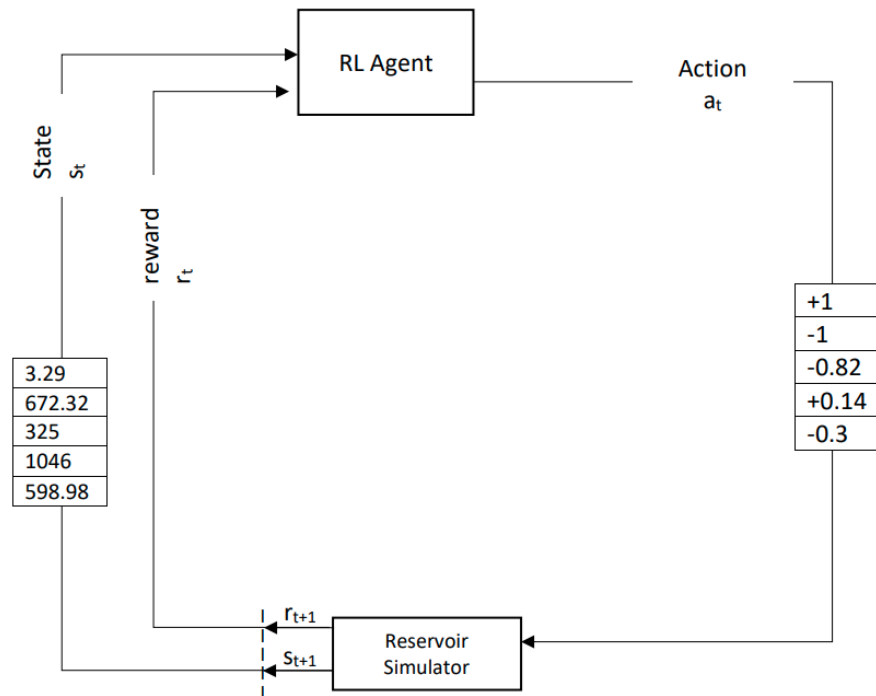 RL Agent
Action
aₜ
State
sₜ
reward
rₜ
+1
-1
-0.82
+0.14
-0.3
3.29
672.32
325
1046
598.98
rₜ₊₁
sₜ₊₁
Reservoir
Simulator